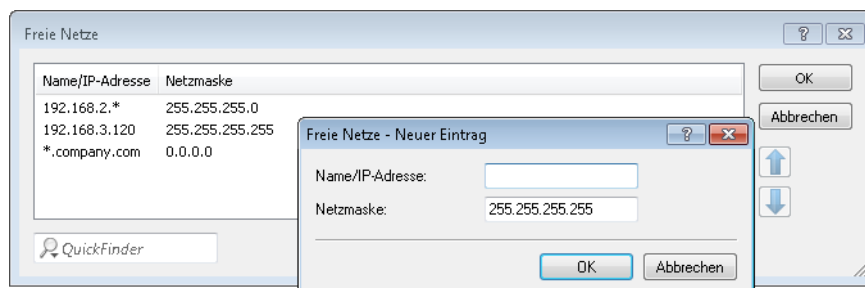 Freie Netze
Name/IP-Adresse Netzmaske
192.168.2.* 255.255.255.0
192.168.3.120 255.255.255.255
*.company.com 0.0.0.0
QuickFinder
OK
Abbrechen
Freie Netze - Neuer Eintrag
Name/IP-Adresse:
Netzmaske: 255.255.255.255
OK Abbrechen